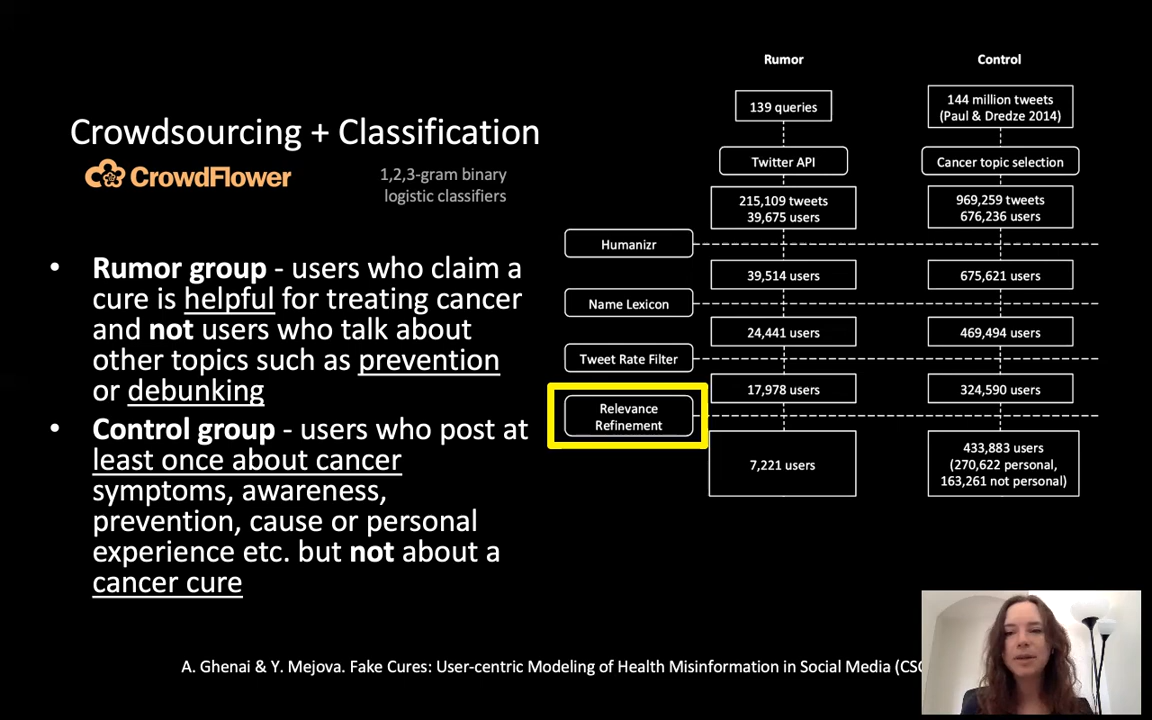 Crowdsourcing + Classification
CrowdFlower
1,2,3-gram binary
logistic classifiers
• Rumor group - users who claim a
cure is helpful for treating cancer
and not users who talk about
other topics such as prevention
or debunking
• Control group - users who post at
least once about cancer
symptoms, awareness,
prevention, cause or personal
experience etc. but not about a
cancer cure
Rumor
Control
139 queries
144 million tweets
(Paul & Dredze 2014)
Twitter API
Cancer topic selection
215,109 tweets
39,675 users
969,259 tweets
676,236 users
Humanizr
39,514 users
675,621 users
Name Lexicon
24,441 users
469,494 users
Tweet Rate Filter
17,978 users
324,590 users
Relevance
Refinement
7,221 users
433,883 users
(270,622 personal,
163,261 not personal)
A. Ghenai & Y. Mejova. Fake Cures: User-centric Modeling of Health Misinformation in Social Media